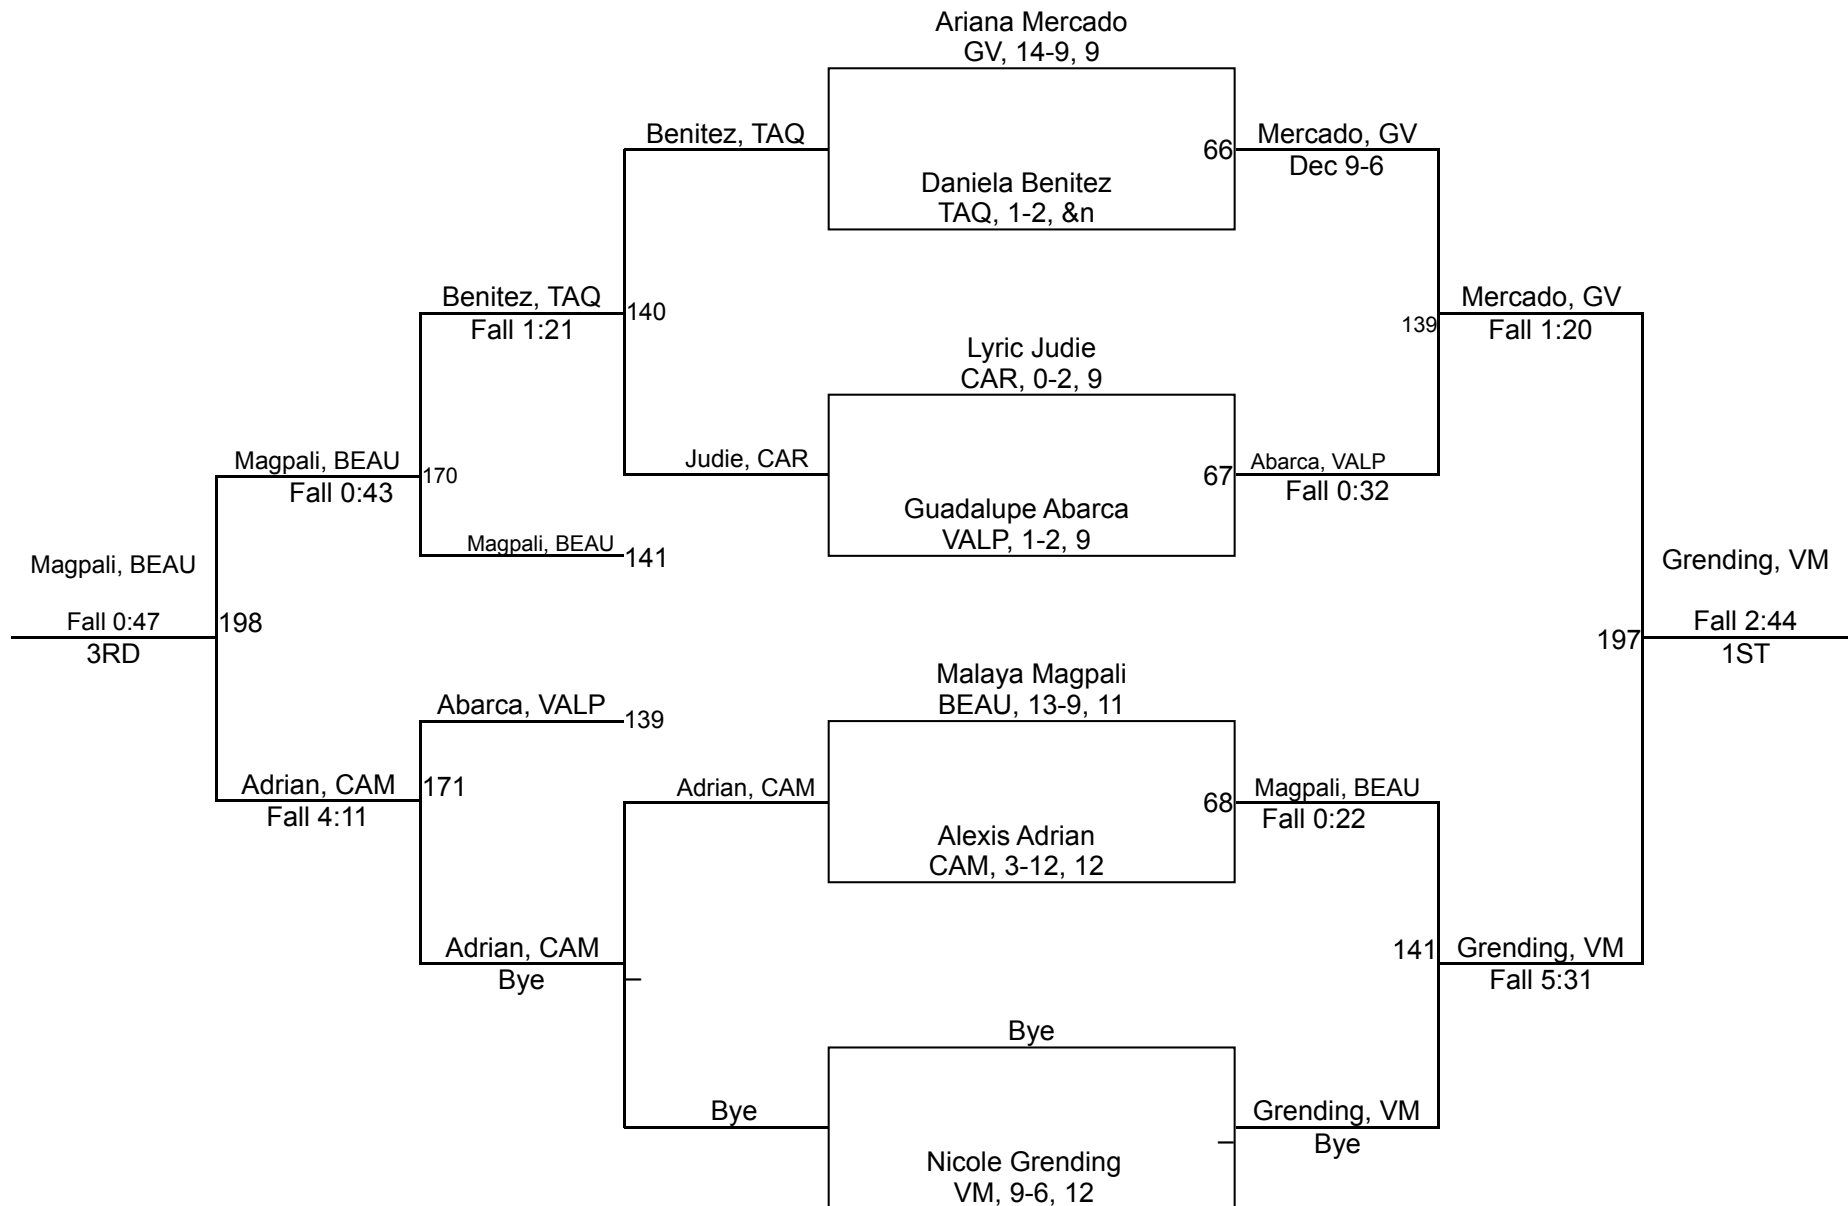 Ariana Mercado
GV, 14-9, 9
Benitez, TAQ
66
Mercado, GV
Dec 9-6
Daniela Benitez
TAQ, 1-2, &n
Benitez, TAQ
Fall 1:21
140
139
Mercado, GV
Fall 1:20
Lyric Judie
CAR, 0-2, 9
Magpali, BEAU
Fall 0:43
170
Judie, CAR
67
Abarca, VALP
Fall 0:32
Guadalupe Abarca
VALP, 1-2, 9
Magpali, BEAU
141
Magpali, BEAU
Fall 0:47
3RD
198
197
Grending, VM
Fall 2:44
1ST
Malaya Magpali
BEAU, 13-9, 11
Abarca, VALP
139
Adrian, CAM
Fall 4:11
171
Adrian, CAM
68
Magpali, BEAU
Fall 0:22
Alexis Adrian
CAM, 3-12, 12
Adrian, CAM
Bye
141
Grending, VM
Fall 5:31
Bye
Bye
Grending, VM
Bye
Nicole Grending
VM, 9-6, 12